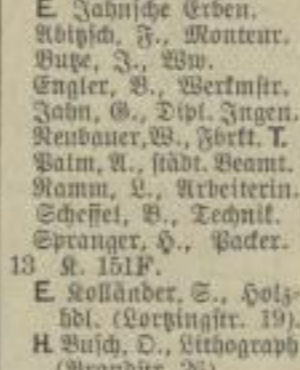 E. Jahnsche Erben.
Abitzsch, F., Monteur.
Butze, J., Ww.
Engler, B., Werkmstr.
Jahn, G., Dipl. Ingen.
Neubauer, W., Fbrkt. T.
Palm, A., städt. Beamt.
Ramm, L., Arbeiterin.
Scheffel, B., Technik.
Spranger, H., Packer.
13 K. 151F.
E. Kolländer, S., Holz-
hdl. (Lortzingstr. 19).
H. Busch, O., Lithograph